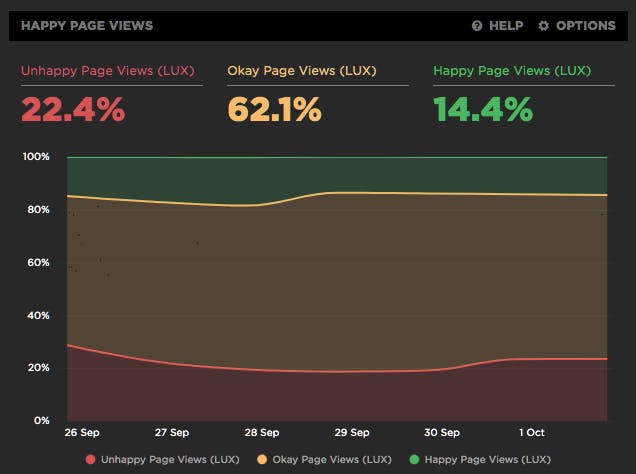 HAPPY PAGE VIEWS HELP OPTIONS
Unhappy Page Views (LUX) Okay Page Views (LUX) Happy Page Views (LUX)
22.4% 62.1% 14.4%
100%
80%
60%
40%
20%
0%
26 Sep 27 Sep 28 Sep 29 Sep 30 Sep 1 Oct
Unhappy Page Views (LUX) Okay Page Views (LUX) Happy Page Views (LUX)